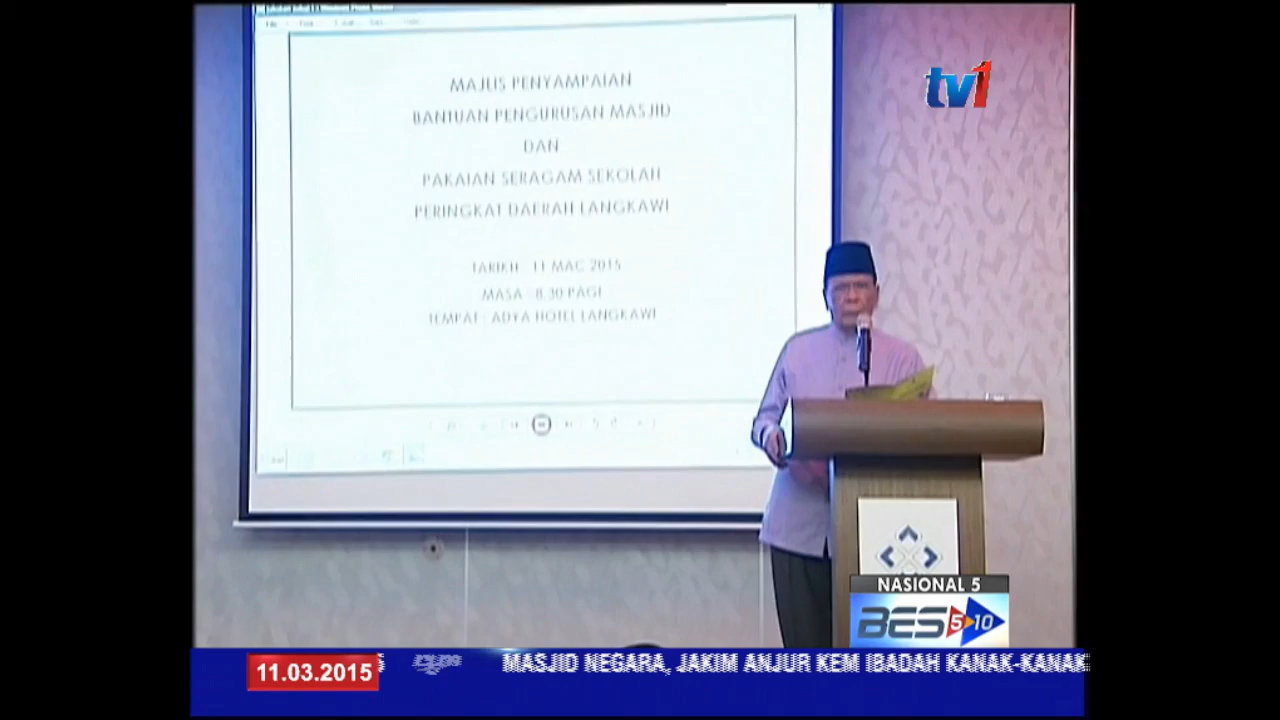 tv1
MAJLIS PENYAMPAIAN
BANTUAN PENGURUSAN MASJID
DAN
PAKAIAN SERAGAM SEKOLAH
PERINGKAT DAERAH LANGKAWI
TARIKH : 11 MAC 2015
MASA : 8.30 PAGI
TEMPAT : ADYA HOTEL LANGKAWI
NASIONAL 5
BES 5 10
11.03.2015
MASJID NEGARA, JAKIM ANJUR KEM IBADAH KANAK-KANAK